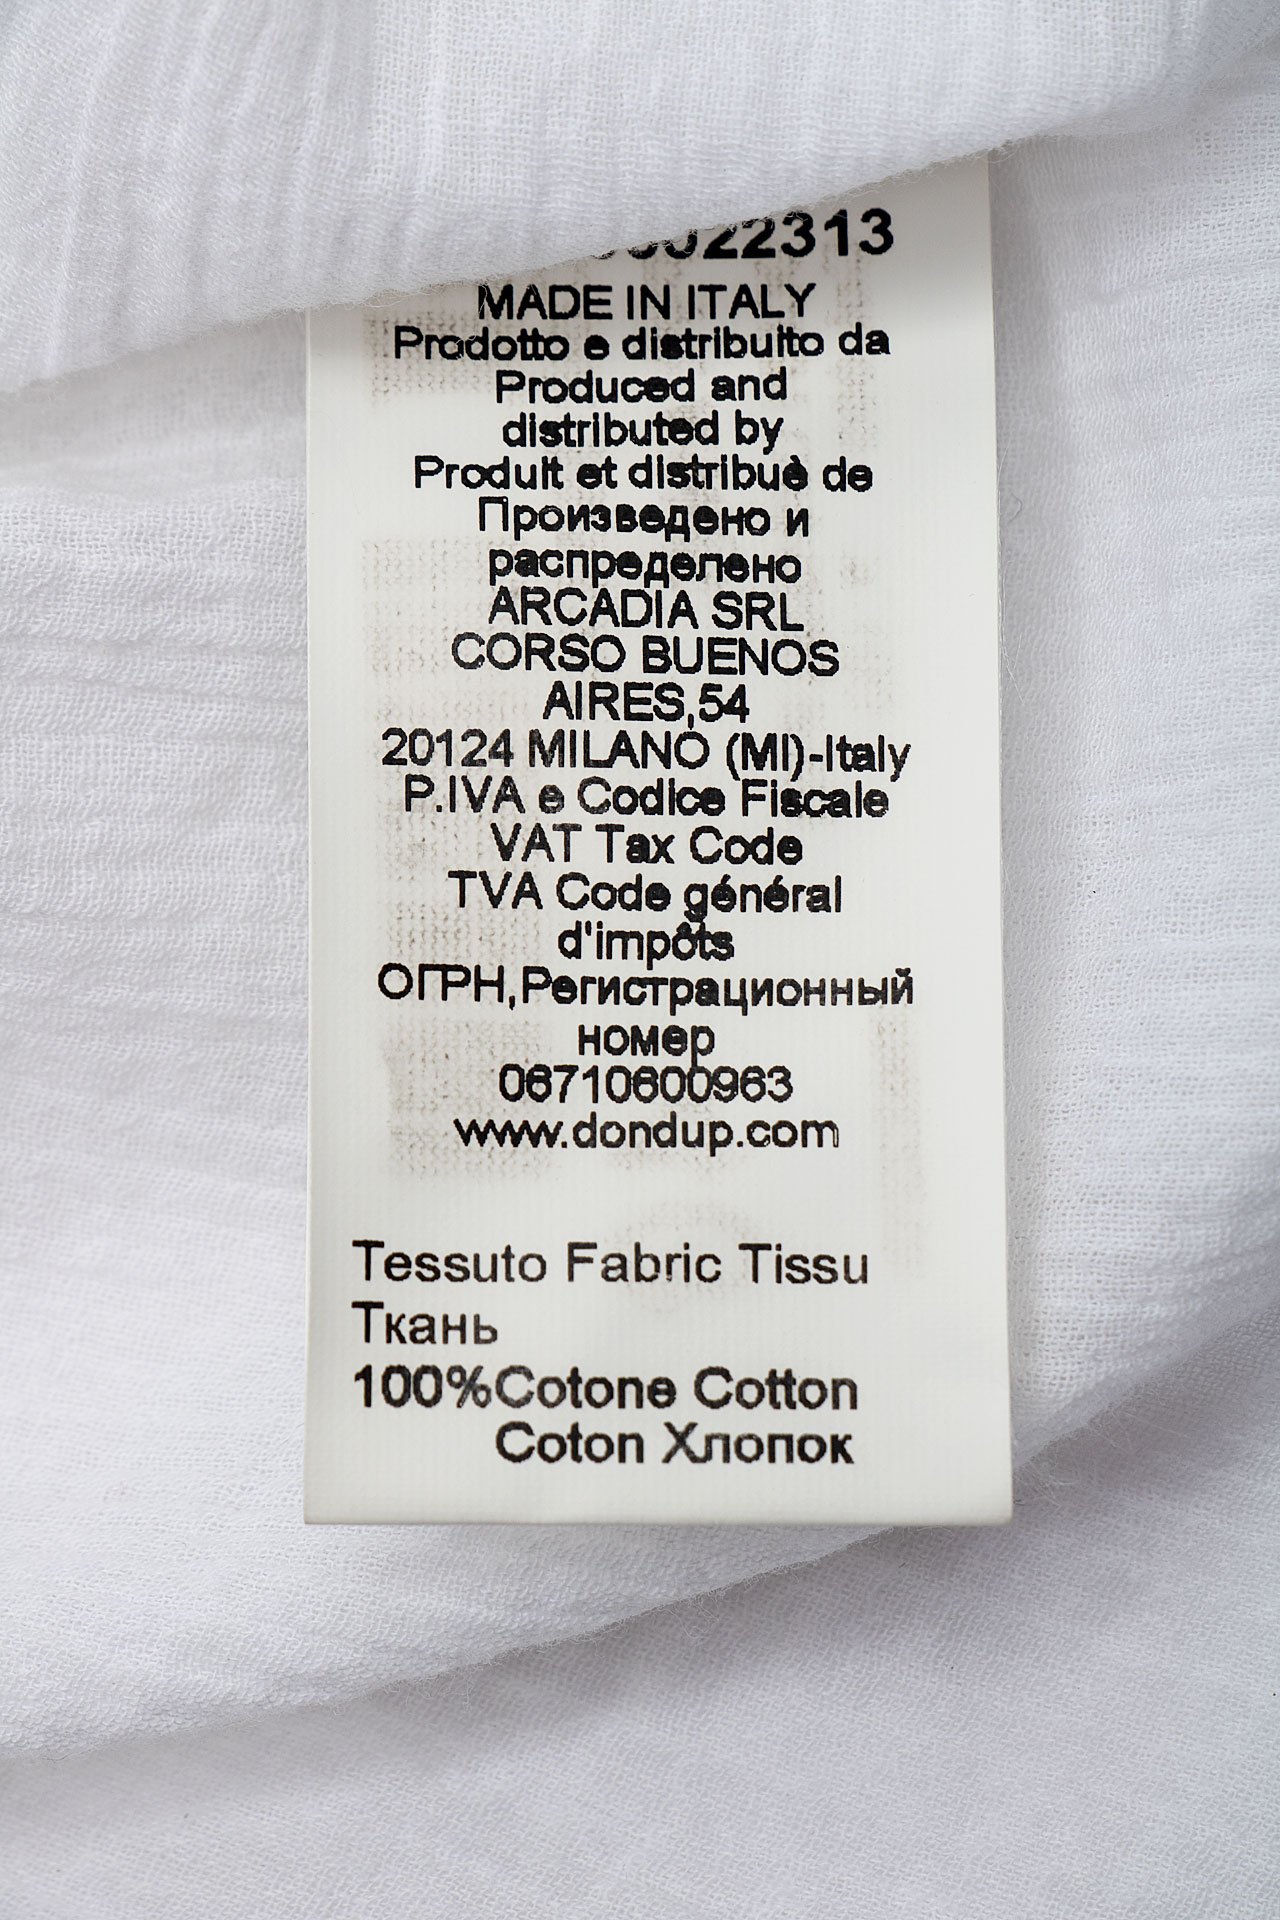 22313
MADE IN ITALY
Prodotto e distribuito da
Produced and
distributed by
Produit et distribuè de
Произведено и
распределено
ARCADIA SRL
CORSO BUENOS
AIRES,54
20124 MILANO (MI)-Italy
P.IVA e Codice Fiscale
VAT Tax Code
TVA Code général
d'impôts
ОГРН,Регистрационный
номер
06710600963
www.dondup.com
Tessuto Fabric Tissu
Ткань
100%Cotone Cotton
Coton Хлопок